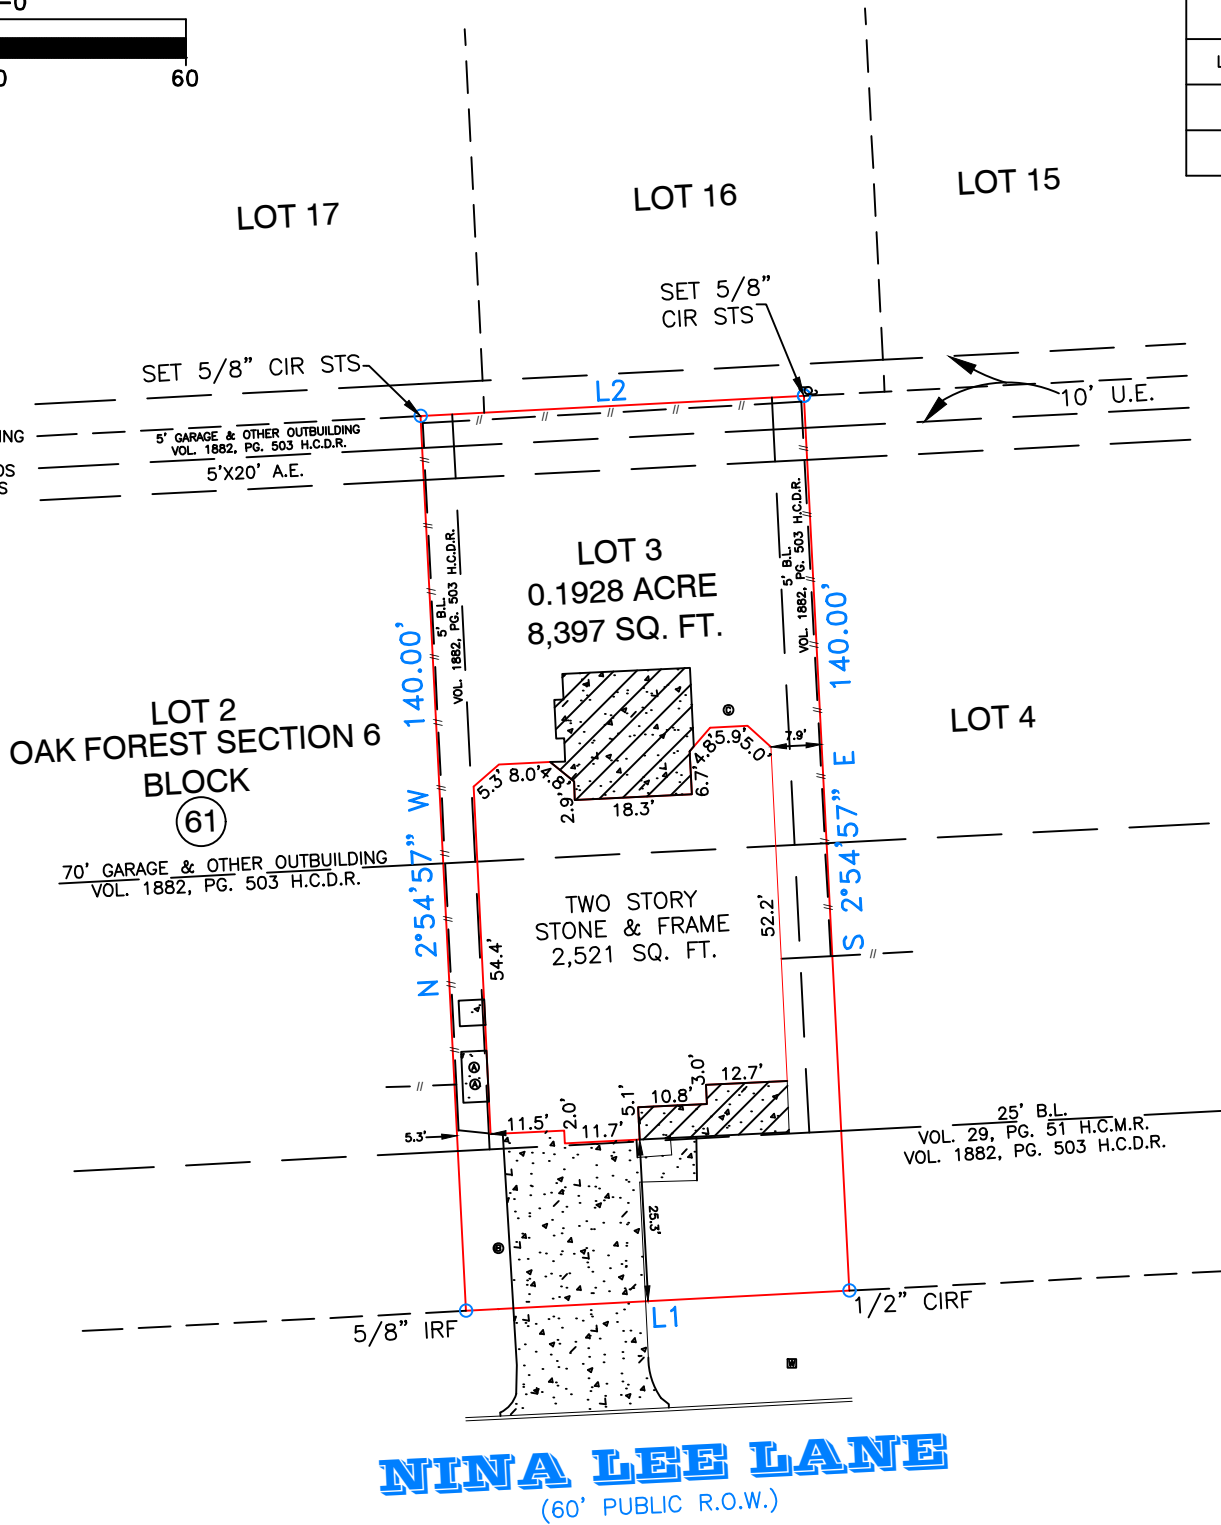 60
LOT 17
LOT 16
LOT 15
SET 5/8" CIR STS
SET 5/8"
CIR STS
L2
10' U.E.
5' GARAGE & OTHER OUTBUILDING
VOL. 1882, PG. 503 H.C.D.R.
5'X20' A.E.
5' B.L.
VOL. 1882, PG. 503 H.C.D.R.
5' B.L.
VOL. 1882, PG. 503 H.C.D.R.
LOT 3
0.1928 ACRE
8,397 SQ. FT.
N 2°54'57" W 140.00'
S 2°54'57" E 140.00'
LOT 2
OAK FOREST SECTION 6
BLOCK
61
LOT 4
70' GARAGE & OTHER OUTBUILDING
VOL. 1882, PG. 503 H.C.D.R.
5.3'
8.0'
4.8'
2.9'
18.3'
6.7'
4.8'
5.9'
5.0'
7.9'
TWO STORY
STONE & FRAME
2,521 SQ. FT.
54.4'
52.2'
5.3'
11.5'
2.0'
11.7'
5.1'
10.8'
3.0'
12.7'
25.3'
25' B.L.
VOL. 29, PG. 51 H.C.M.R.
VOL. 1882, PG. 503 H.C.D.R.
5/8" IRF
L1
1/2" CIRF
NINA LEE LANE
(60' PUBLIC R.O.W.)